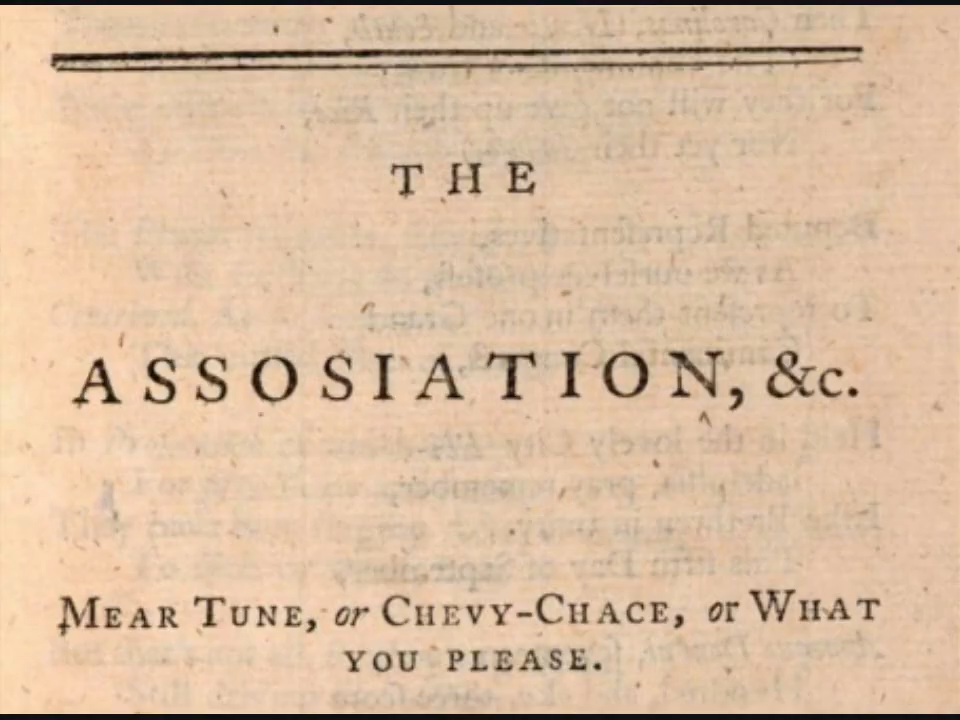 THE
ASSOSIATION, &c.
MEAR TUNE, or CHEVY-CHACE, or WHAT
YOU PLEASE.